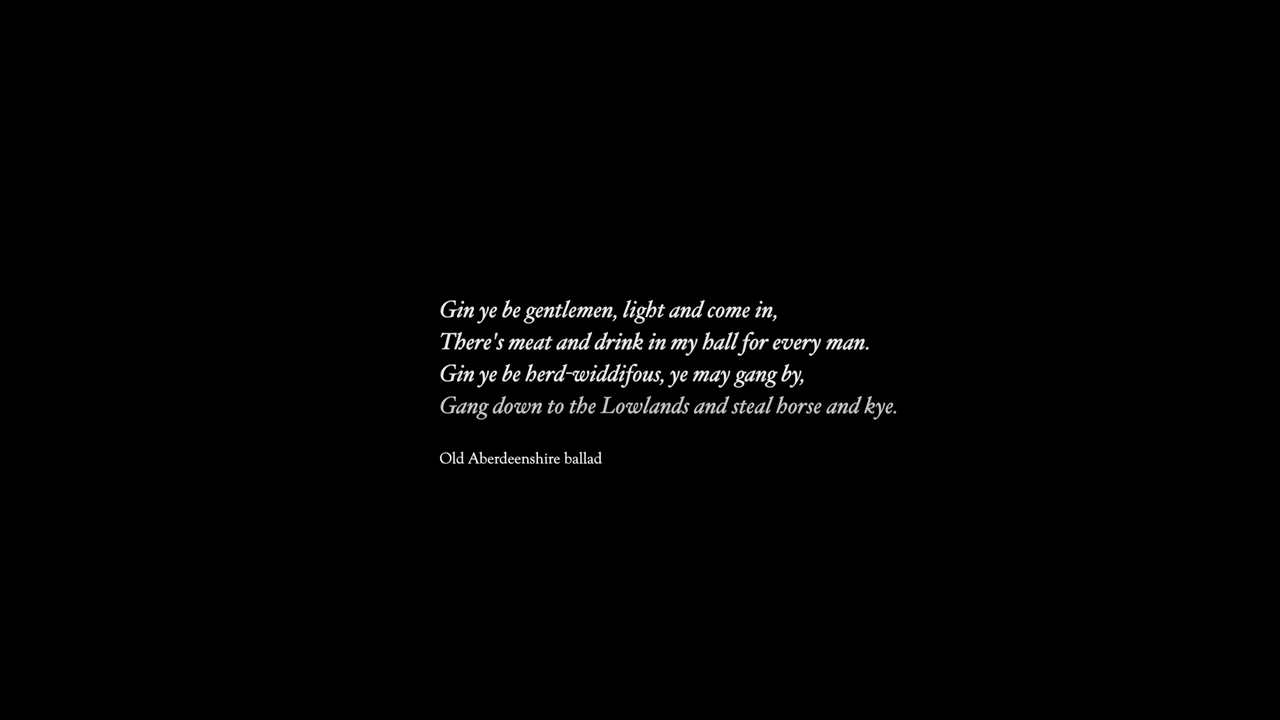 Gin ye be gentlemen, light and come in,
There's meat and drink in my hall for every man.
Gin ye be herd-widdifous, ye may gang by,
Gang down to the Lowlands and steal horse and kye.
Old Aberdeenshire ballad